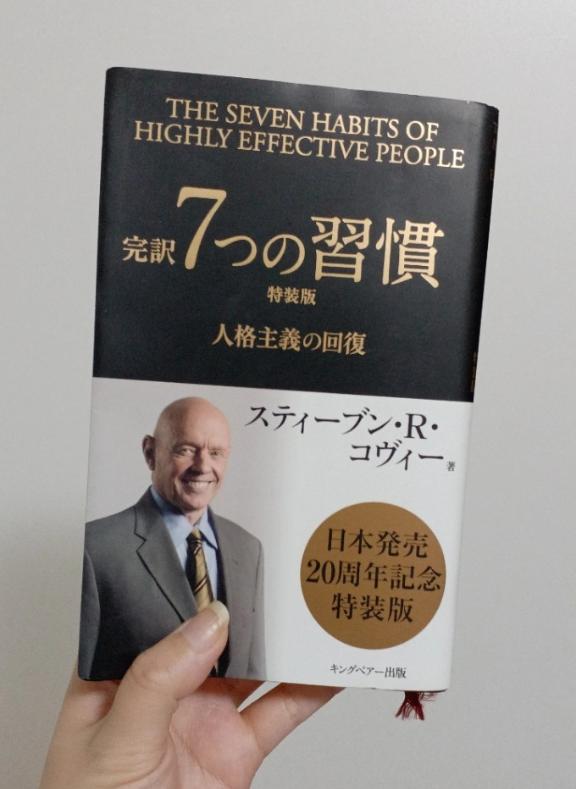 THE SEVEN HABITS OF
HIGHLY EFFECTIVE PEOPLE
完訳 7つの習慣
特装版
人格主義の回復
スティーブン・R・
コヴィー 著
日本発売
20周年記念
特装版
キングベアー出版